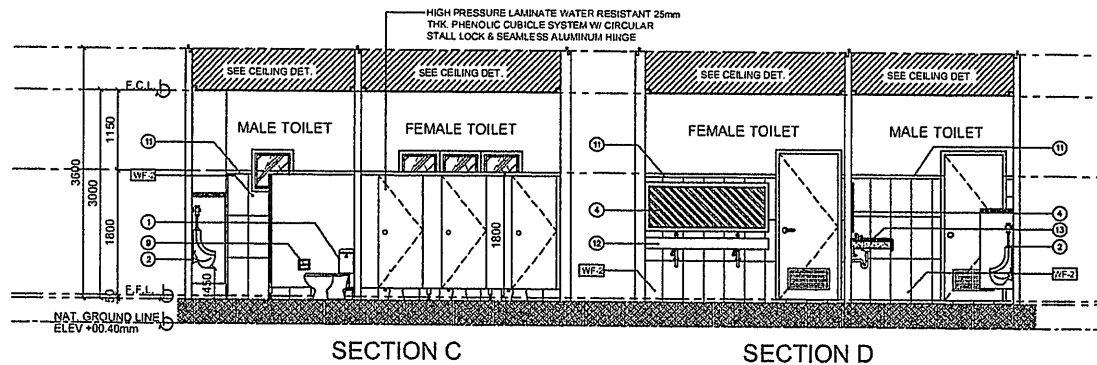 HIGH PRESSURE LAMINATE WATER RESISTANT 25mm
THK. PHENOLIC CUBICLE SYSTEM W/ CIRCULAR
STALL LOCK & SEAMLESS ALUMINUM HINGE
SEE CEILING DET.
SEE CEILING DET.
SEE CEILING DET.
SEE CEILING DET.
F.C.L.
MALE TOILET
FEMALE TOILET
FEMALE TOILET
MALE TOILET
3600
3000
1150
1800
50
11
WF-2
1
9
2
450
1800
11
4
12
WF-2
11
4
13
2
WF-2
F.F.L.
NAT. GROUND LINE
ELEV +00.40mm
SECTION C
SECTION D